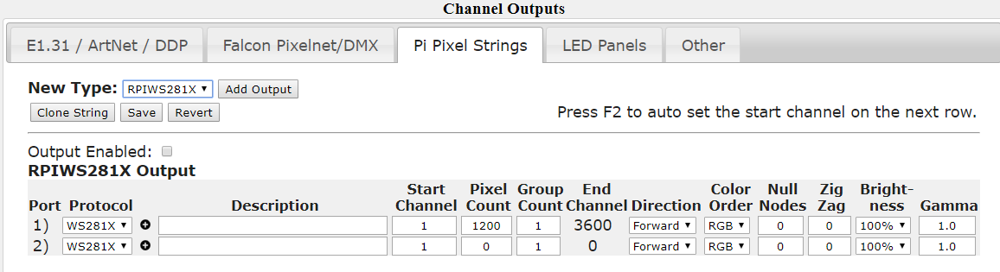 Channel Outputs
E1.31 / ArtNet / DDP Falcon Pixelnet/DMX Pi Pixel Strings LED Panels Other
New Type: RPIWS281X Add Output
Clone String Save Revert Press F2 to auto set the start channel on the next row.
Output Enabled:
RPIWS281X Output
Port Protocol Description Start Channel Pixel Count Group Count End Channel Direction Color Order Null Nodes Zig Zag Bright-ness Gamma
1) WS281X 1 1200 1 3600 Forward RGB 0 0 100% 1.0
2) WS281X 1 0 1 0 Forward RGB 0 0 100% 1.0